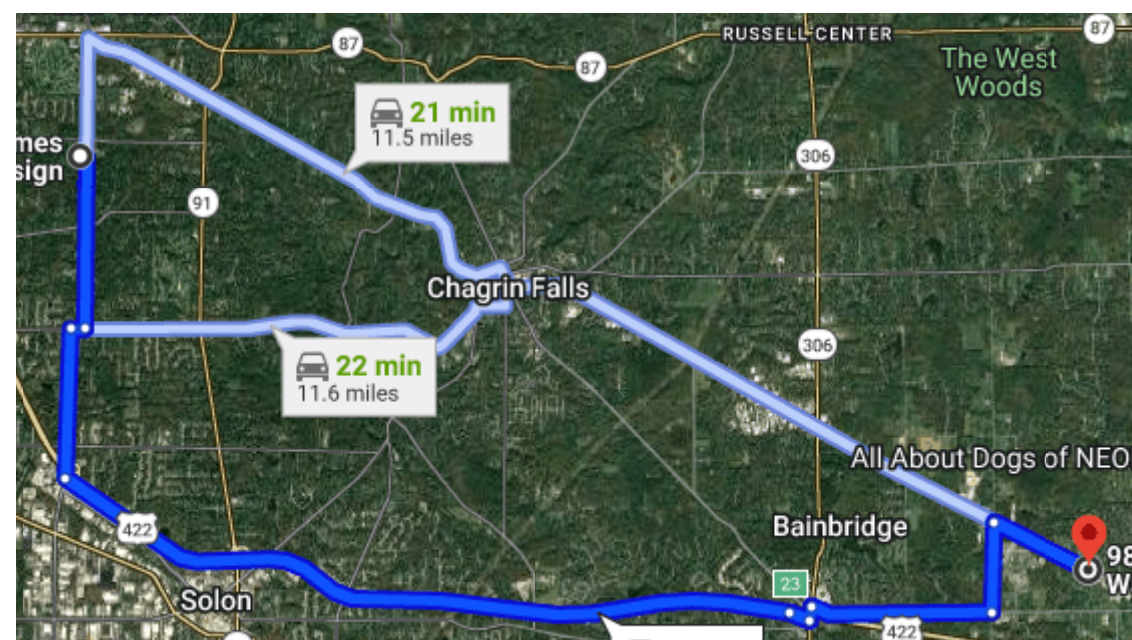 87
RUSSELL CENTER
87
87
The West
Woods
21 min
11.5 miles
mes
sign
306
91
Chagrin Falls
306
22 min
11.6 miles
All About Dogs of NEO
422
Bainbridge
98
W
23
Solon
422